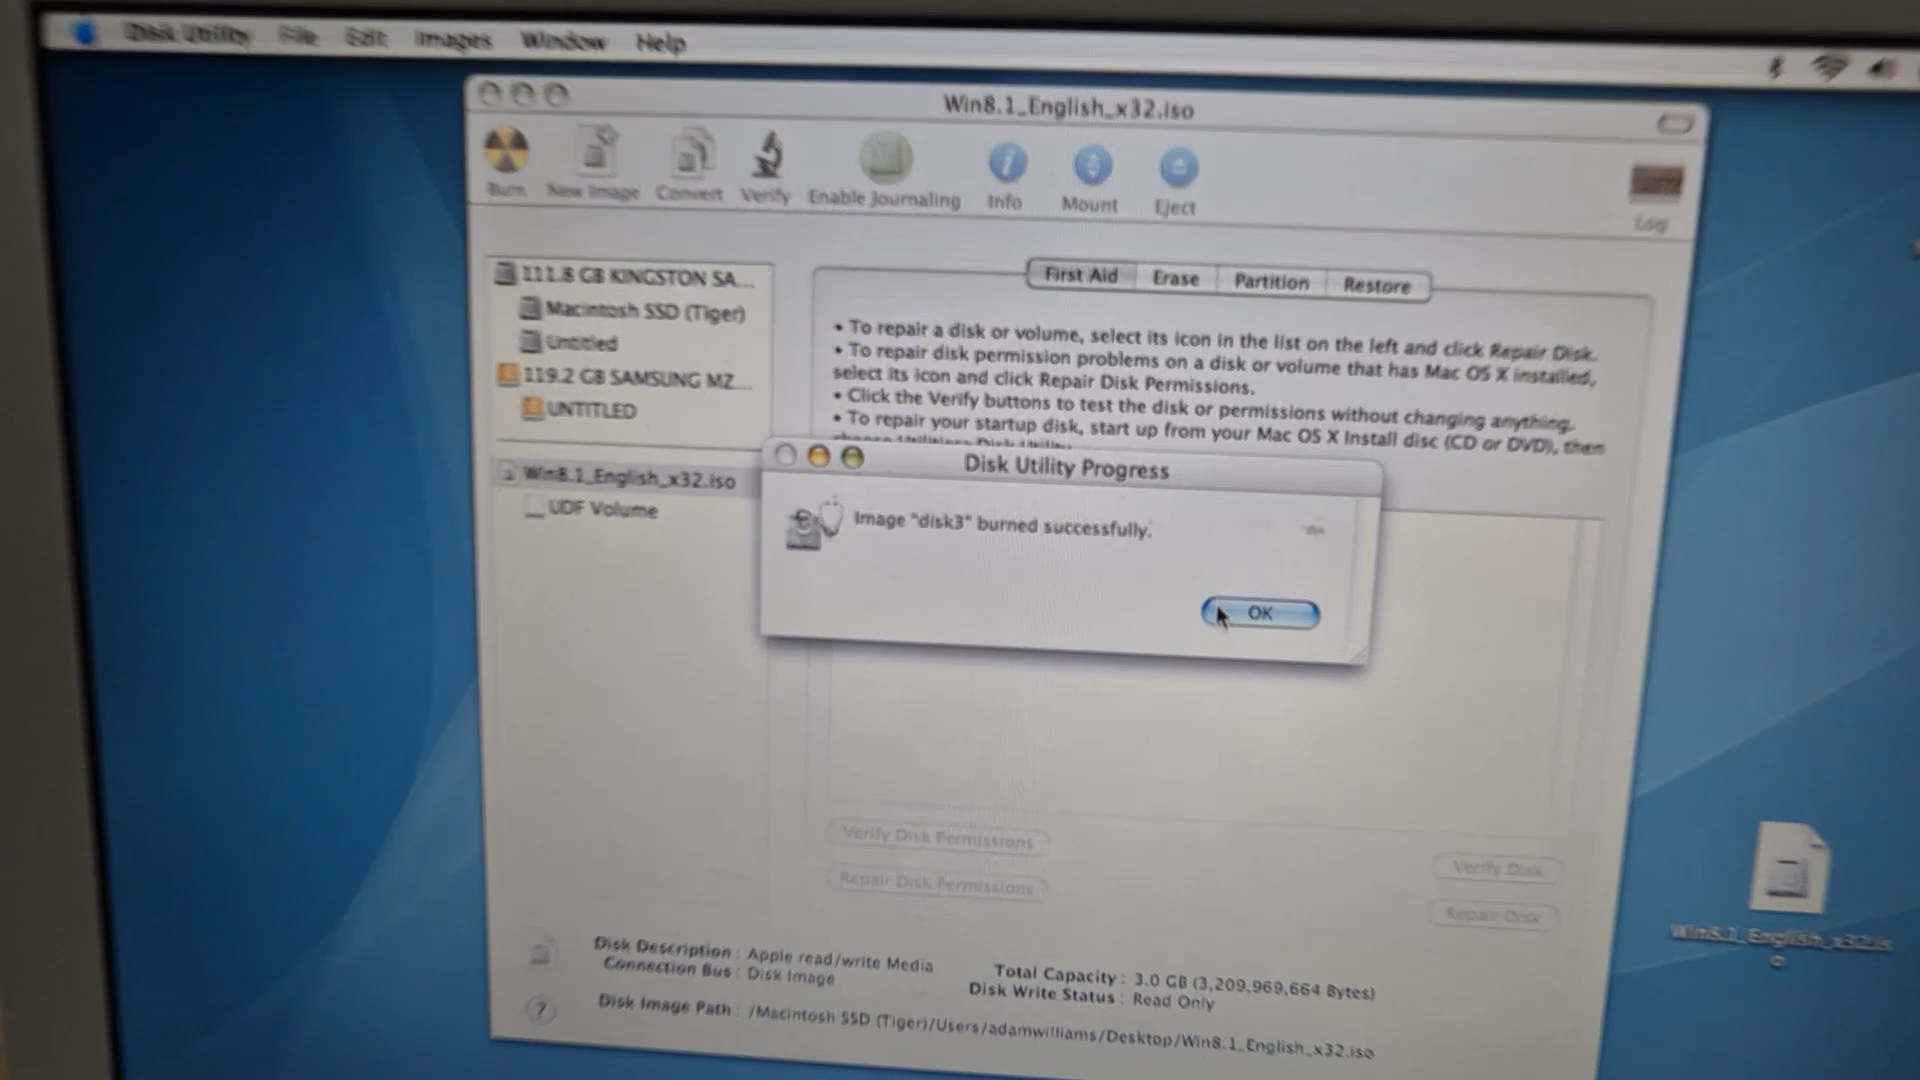 Disk Utility File Edit Images Window Help
Win8.1_English_x32.iso
Burn New Image Convert Verify Enable Journaling Info Mount Eject
Log
111.8 GB KINGSTON SA...
Macintosh SSD (Tiger)
Untitled
119.2 GB SAMSUNG MZ...
UNTITLED
Win8.1_English_x32.iso
UDF Volume
First Aid Erase Partition Restore
• To repair a disk or volume, select its icon in the list on the left and click Repair Disk.
• To repair disk permission problems on a disk or volume that has Mac OS X installed,
select its icon and click Repair Disk Permissions.
• Click the Verify buttons to test the disk or permissions without changing anything.
• To repair your startup disk, start up from your Mac OS X Install disc (CD or DVD), then
Disk Utility Progress
Image "disk3" burned successfully.
OK
Verify Disk Permissions
Repair Disk Permissions
Verify Disk
Repair Disk
Win8.1_English_x32.is
o
Disk Description : Apple read/write Media
Connection Bus : Disk Image
Total Capacity : 3.0 GB (3,209,969,664 Bytes)
Disk Write Status : Read Only
Disk Image Path : /Macintosh SSD (Tiger)/Users/adamwilliams/Desktop/Win8.1_English_x32.iso